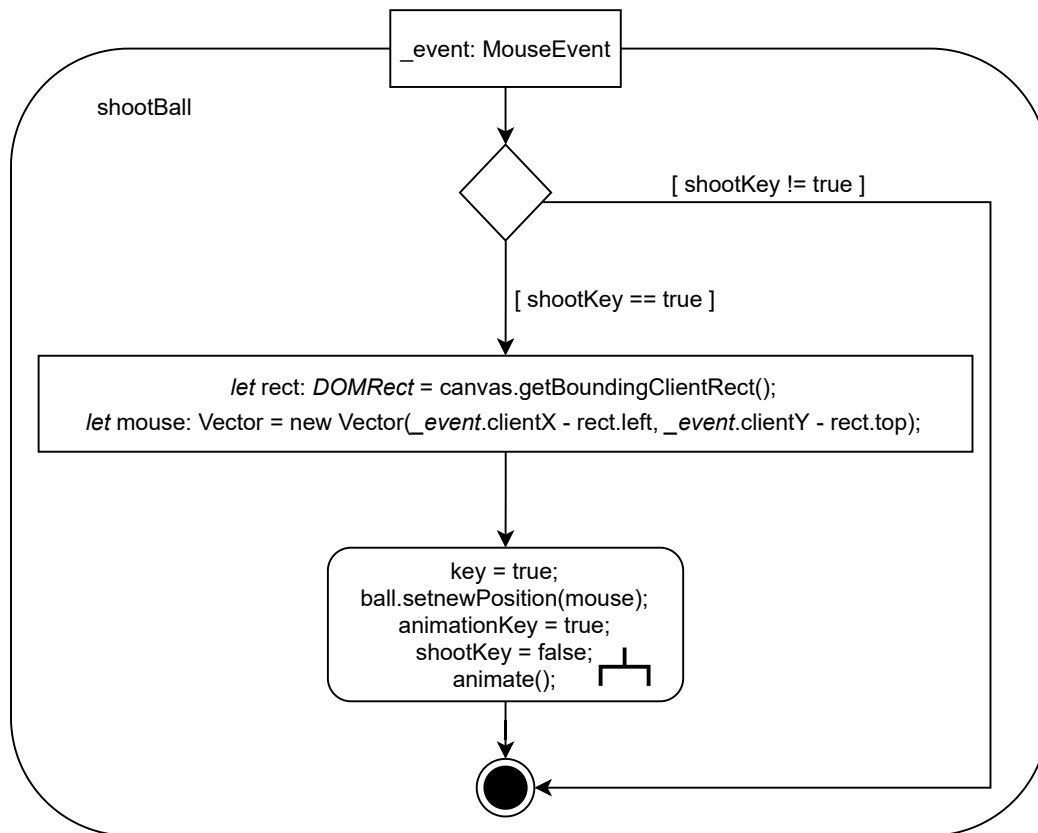 _event: MouseEvent
shootBall
[ shootKey != true ]
[ shootKey == true ]
let rect: DOMRect = canvas.getBoundingClientRect();
let mouse: Vector = new Vector(_event.clientX - rect.left, _event.clientY - rect.top);
key = true;
ball.setnewPosition(mouse);
animationKey = true;
shootKey = false;
animate();